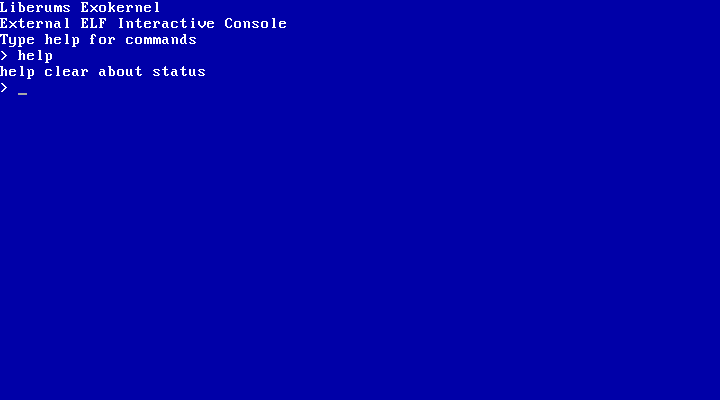 Liberums Exokernel
External ELF Interactive Console
Type help for commands
> help
help clear about status
> _